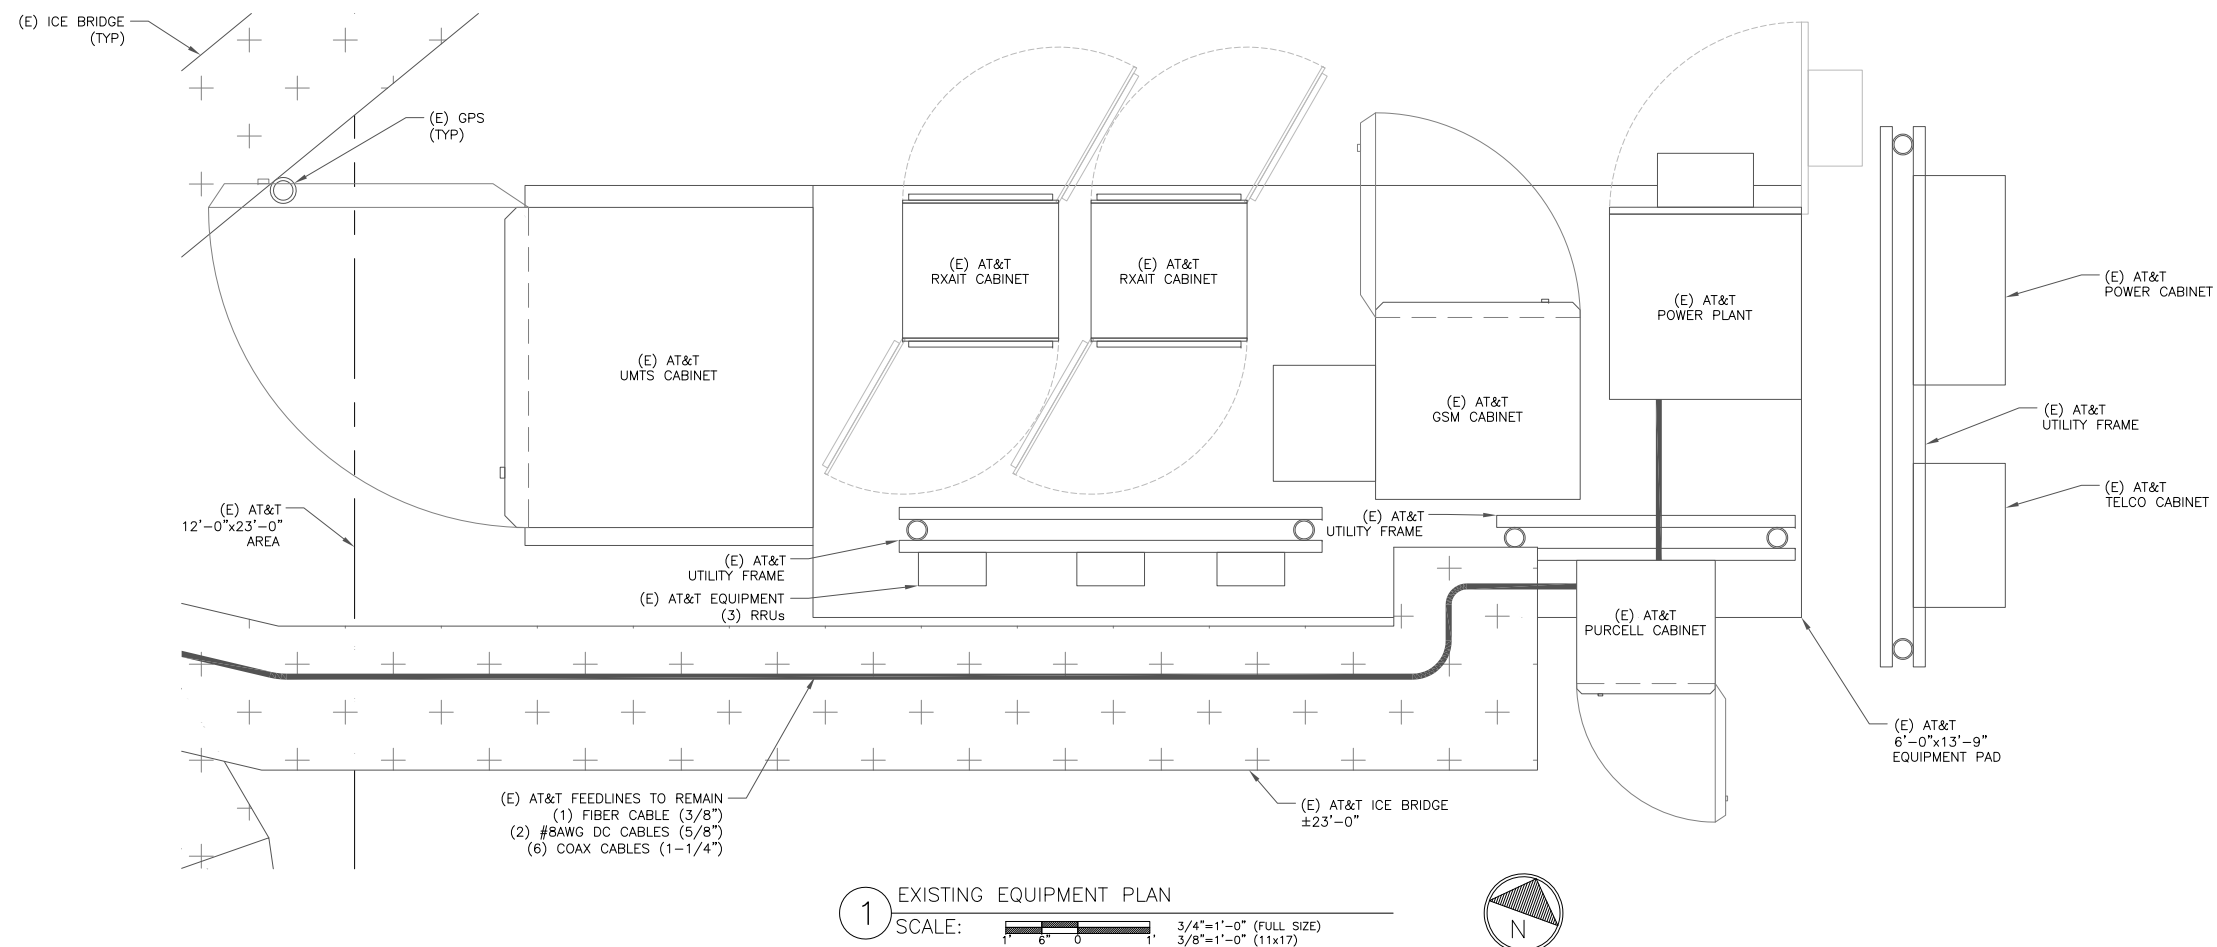 (E) ICE BRIDGE
(TYP)
(E) GPS
(TYP)
(E) AT&T
RXAIT CABINET
(E) AT&T
RXAIT CABINET
(E) AT&T
POWER PLANT
(E) AT&T
POWER CABINET
(E) AT&T
UMTS CABINET
(E) AT&T
GSM CABINET
(E) AT&T
UTILITY FRAME
(E) AT&T
TELCO CABINET
(E) AT&T
12'-0"x23'-0"
AREA
(E) AT&T
UTILITY FRAME
(E) AT&T
UTILITY FRAME
(E) AT&T EQUIPMENT
(3) RRUs
(E) AT&T
PURCELL CABINET
(E) AT&T
6'-0"x13'-9"
EQUIPMENT PAD
(E) AT&T FEEDLINES TO REMAIN
(1) FIBER CABLE (3/8")
(2) #8AWG DC CABLES (5/8")
(6) COAX CABLES (1-1/4")
(E) AT&T ICE BRIDGE
±23'-0"
1
EXISTING EQUIPMENT PLAN
SCALE:
1' 6" 0 1'
3/4"=1'-0" (FULL SIZE)
3/8"=1'-0" (11x17)
N